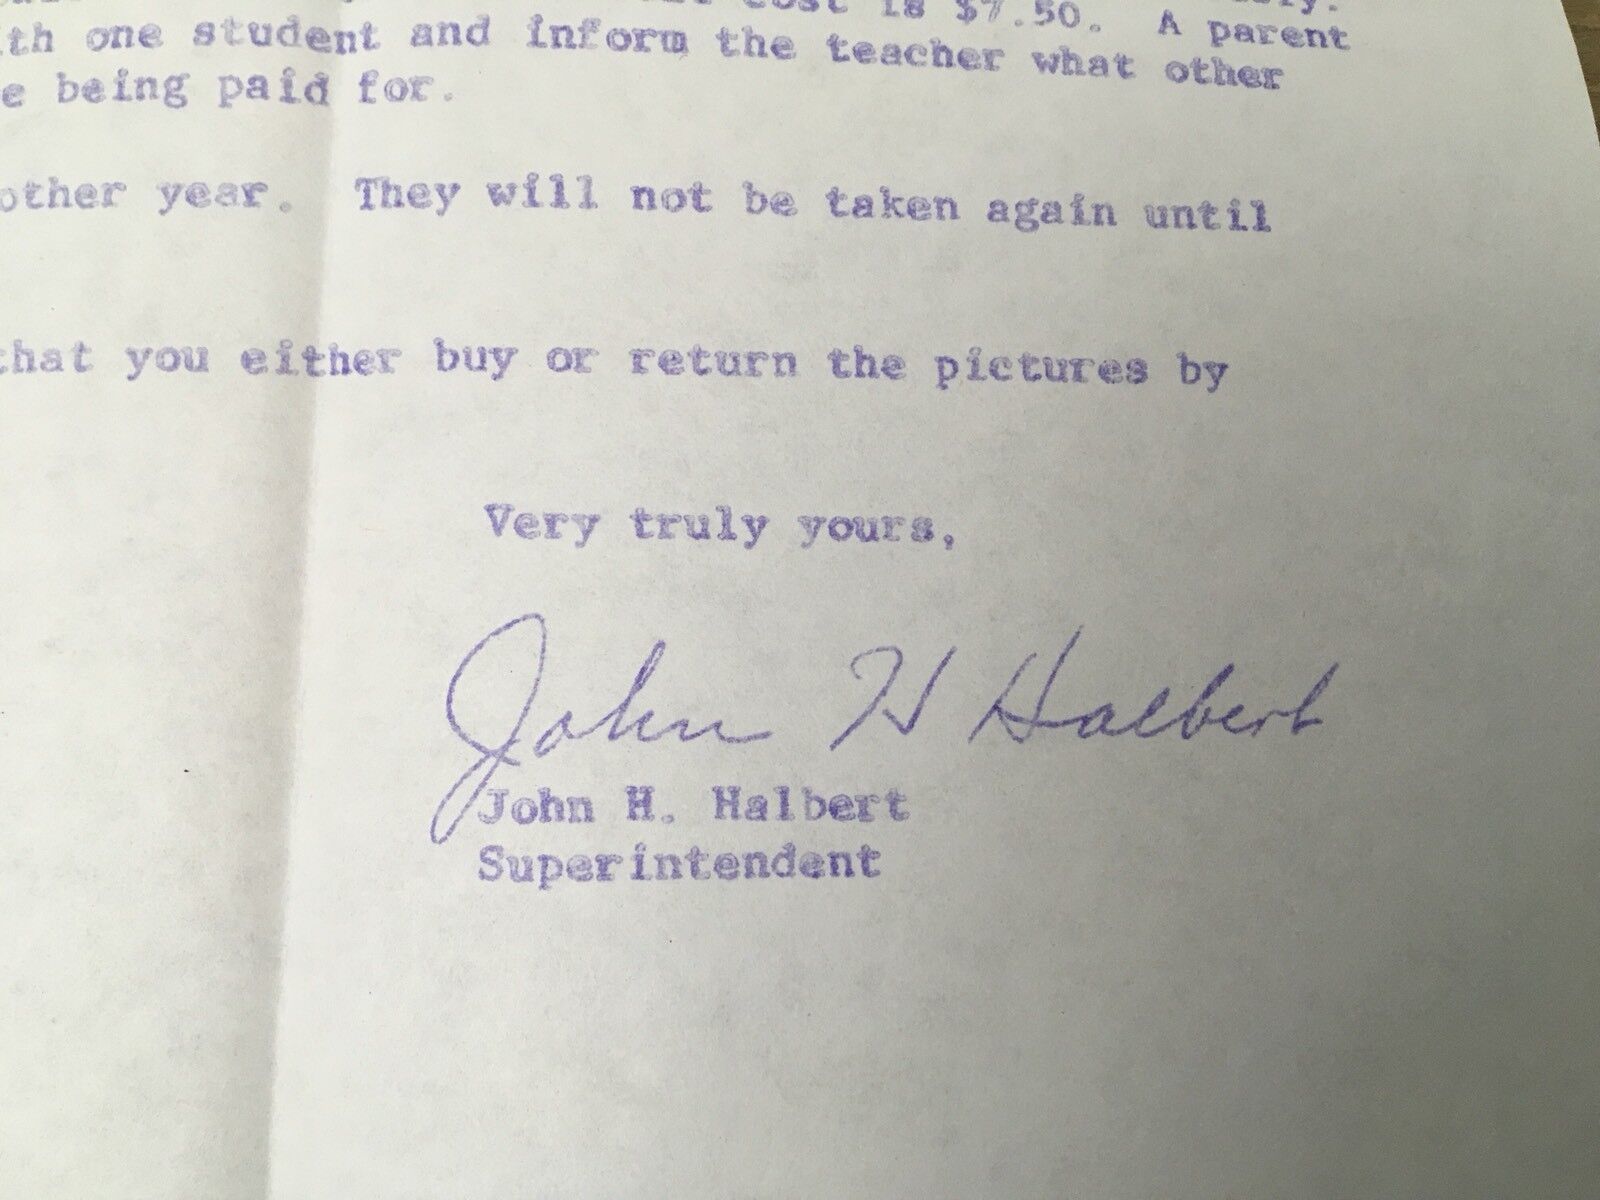 cost is $7.50. A parent
ith one student and inform the teacher what other
e being paid for.
other year. They will not be taken again until
that you either buy or return the pictures by
Very truly yours,
John H Halbert
John H. Halbert
Superintendent